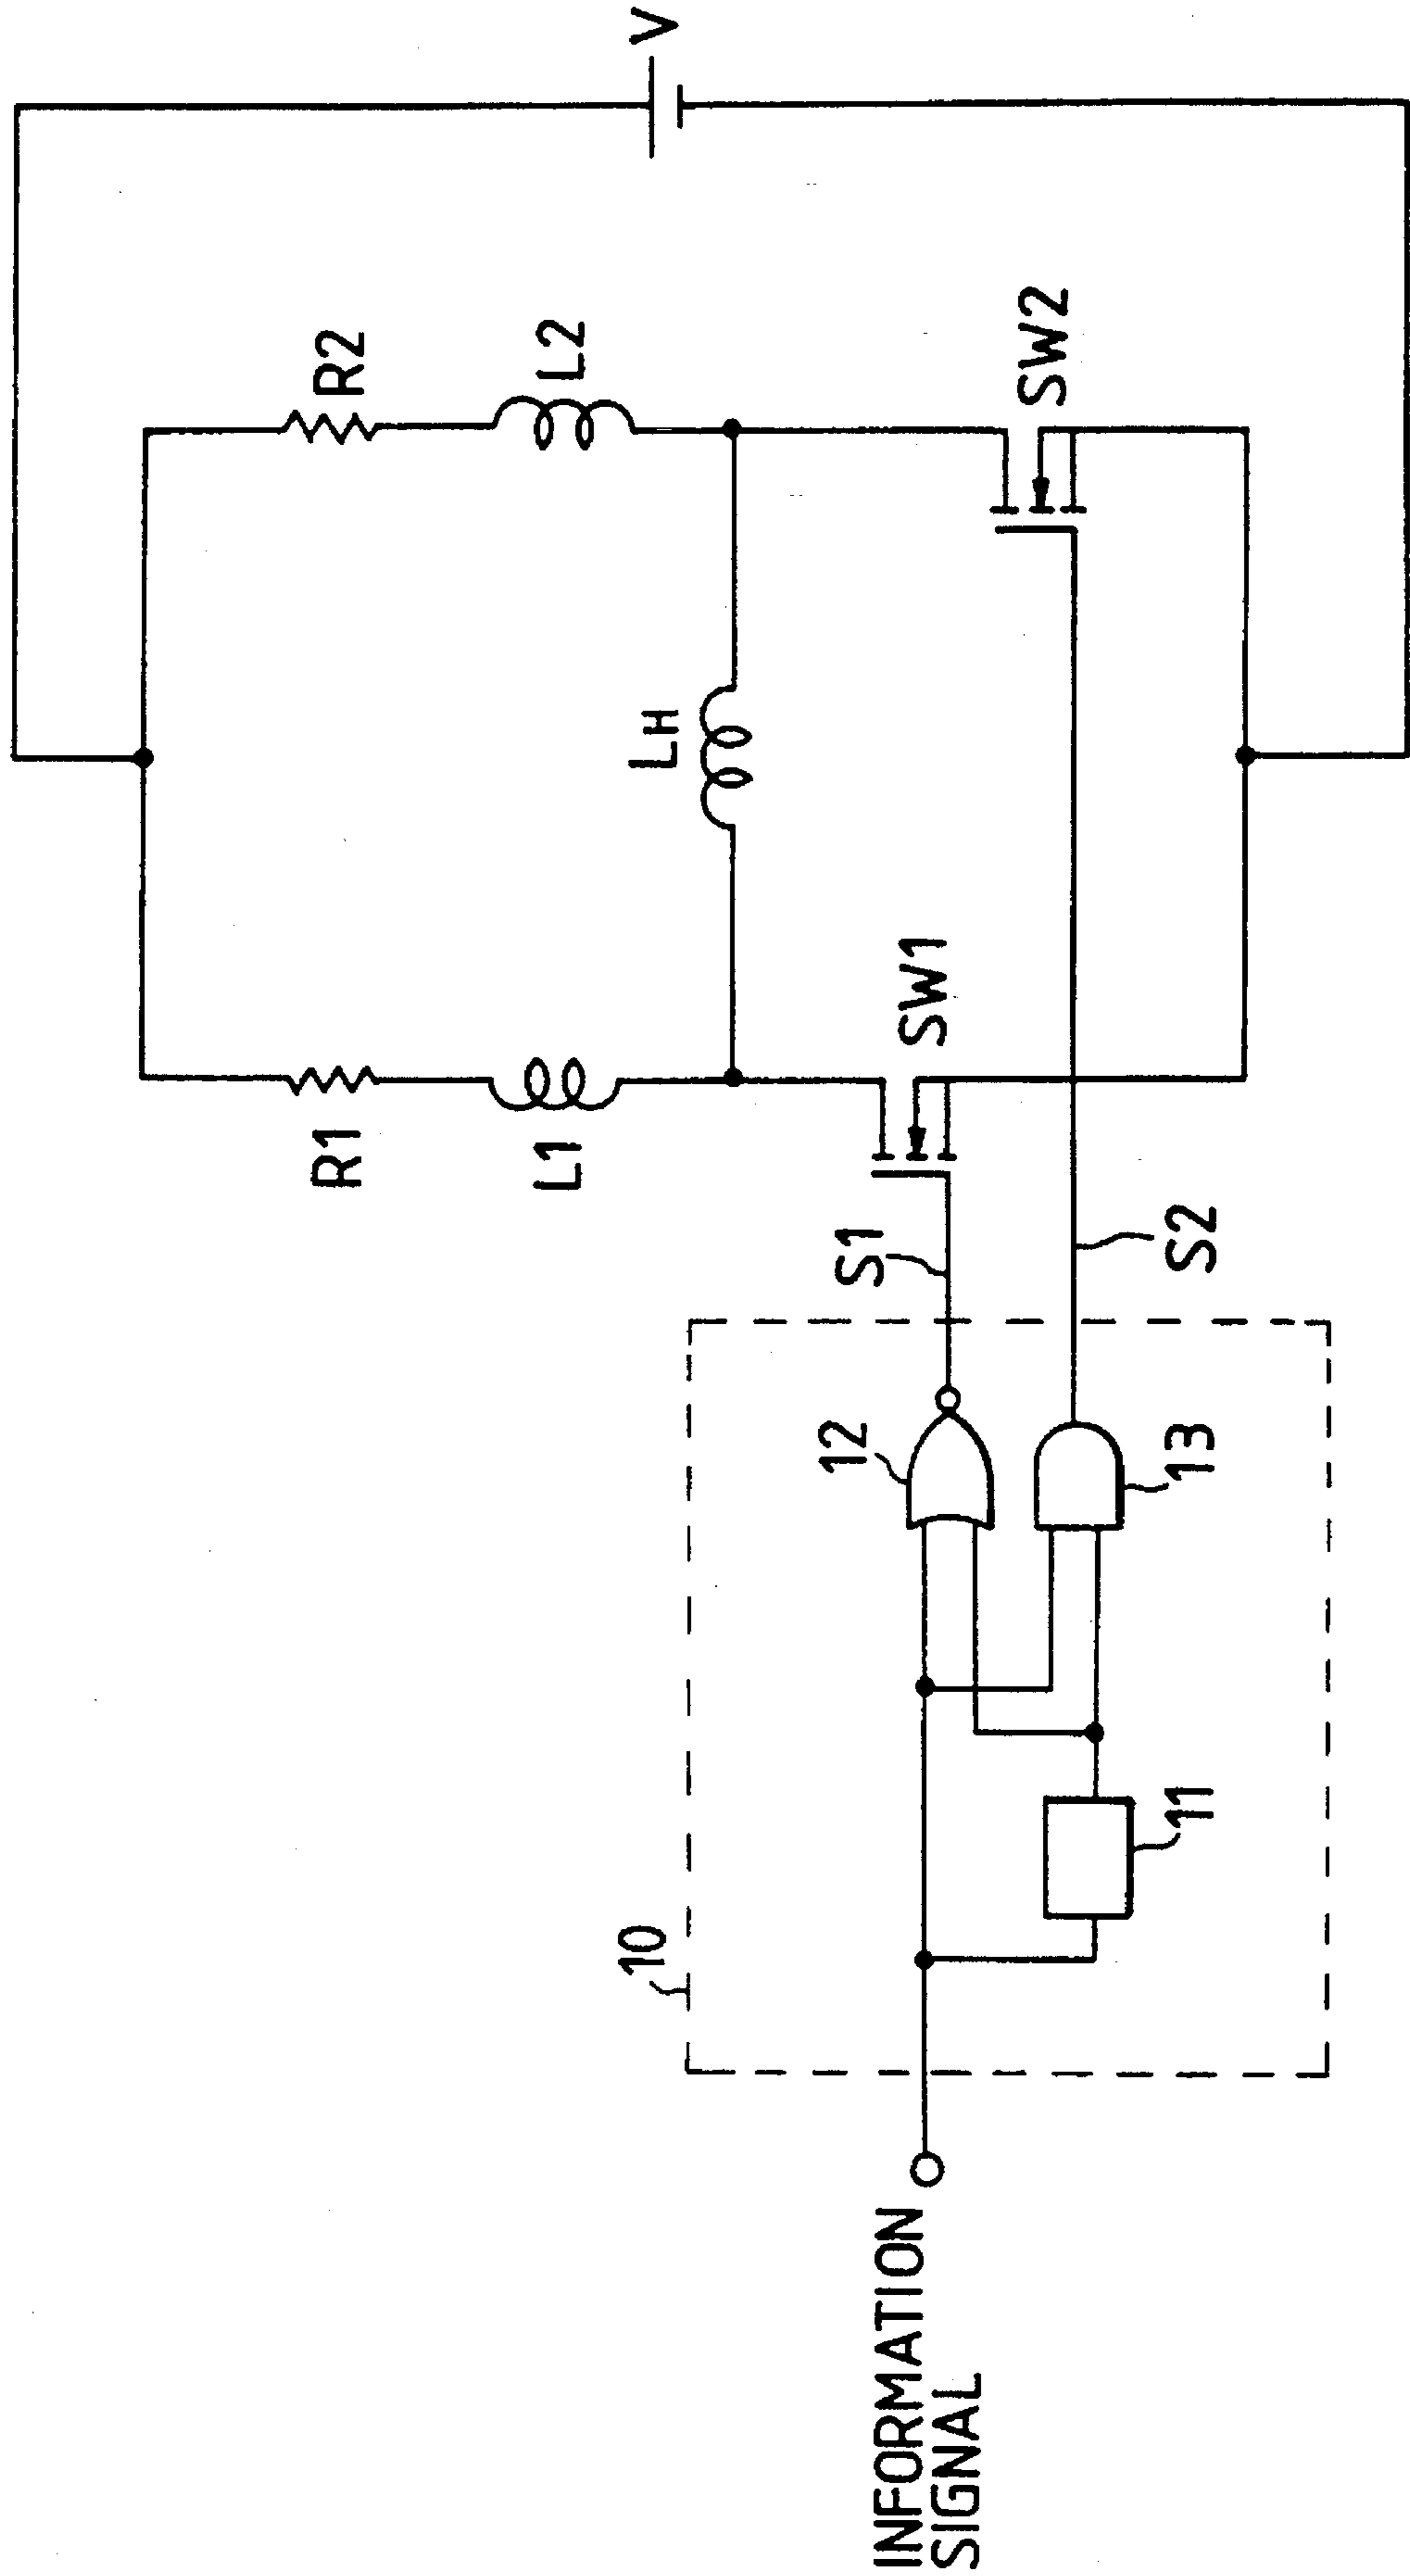 V
R1
R2
L1
L2
LH
SW1
SW2
S1
S2
10
12
13
11
INFORMATION
SIGNAL